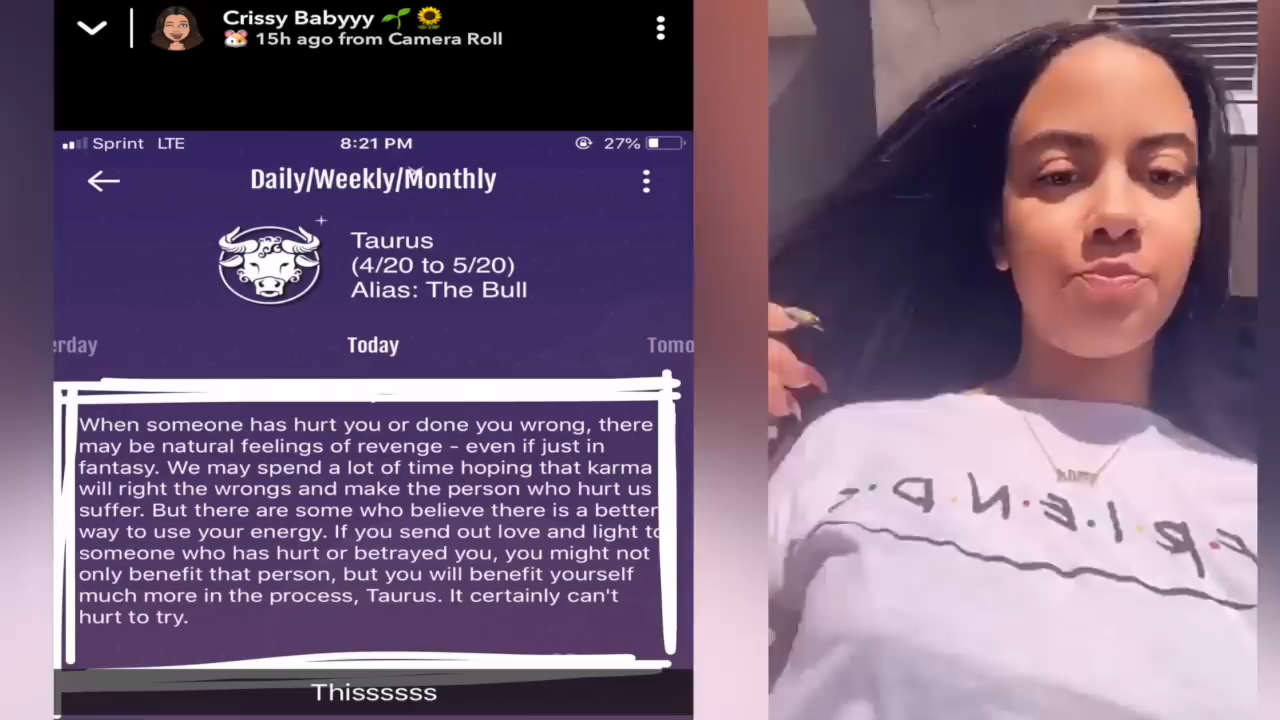 Crissy Babyyy 🌱 🌻
🐹 15h ago from Camera Roll
Sprint LTE 8:21 PM 27%
Daily/Weekly/Monthly
Taurus
(4/20 to 5/20)
Alias: The Bull
erday Today Tomo
When someone has hurt you or done you wrong, there
may be natural feelings of revenge - even if just in
fantasy. We may spend a lot of time hoping that karma
will right the wrongs and make the person who hurt us
suffer. But there are some who believe there is a better
way to use your energy. If you send out love and light to
someone who has hurt or betrayed you, you might not
only benefit that person, but you will benefit yourself
much more in the process, Taurus. It certainly can't
hurt to try.
Thissssss
F·R·I·E·N·D·